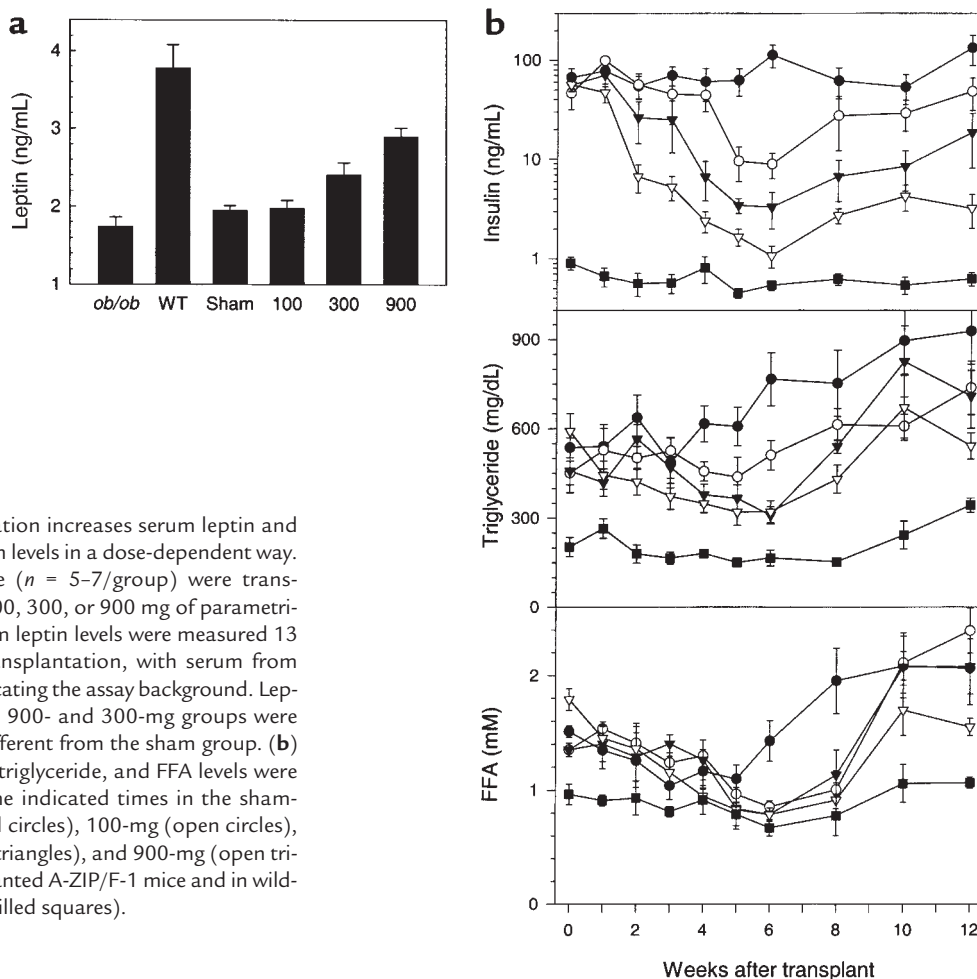 a
Leptin (ng/mL)
4
3
2
1
ob/ob WT Sham 100 300 900
b
Insulin (ng/mL)
100
10
1
Triglyceride (mg/dL)
900
600
300
0
FFA (mM)
2
1
0
0 2 4 6 8 10 12
Weeks after transplant
ation increases serum leptin and
n levels in a dose-dependent way.
e (n = 5–7/group) were trans-
00, 300, or 900 mg of parametri-
m leptin levels were measured 13
ansplantation, with serum from
cating the assay background. Lep-
900- and 300-mg groups were
fferent from the sham group. (b)
triglyceride, and FFA levels were
he indicated times in the sham-
d circles), 100-mg (open circles),
triangles), and 900-mg (open tri-
anted A-ZIP/F-1 mice and in wild-
filled squares).